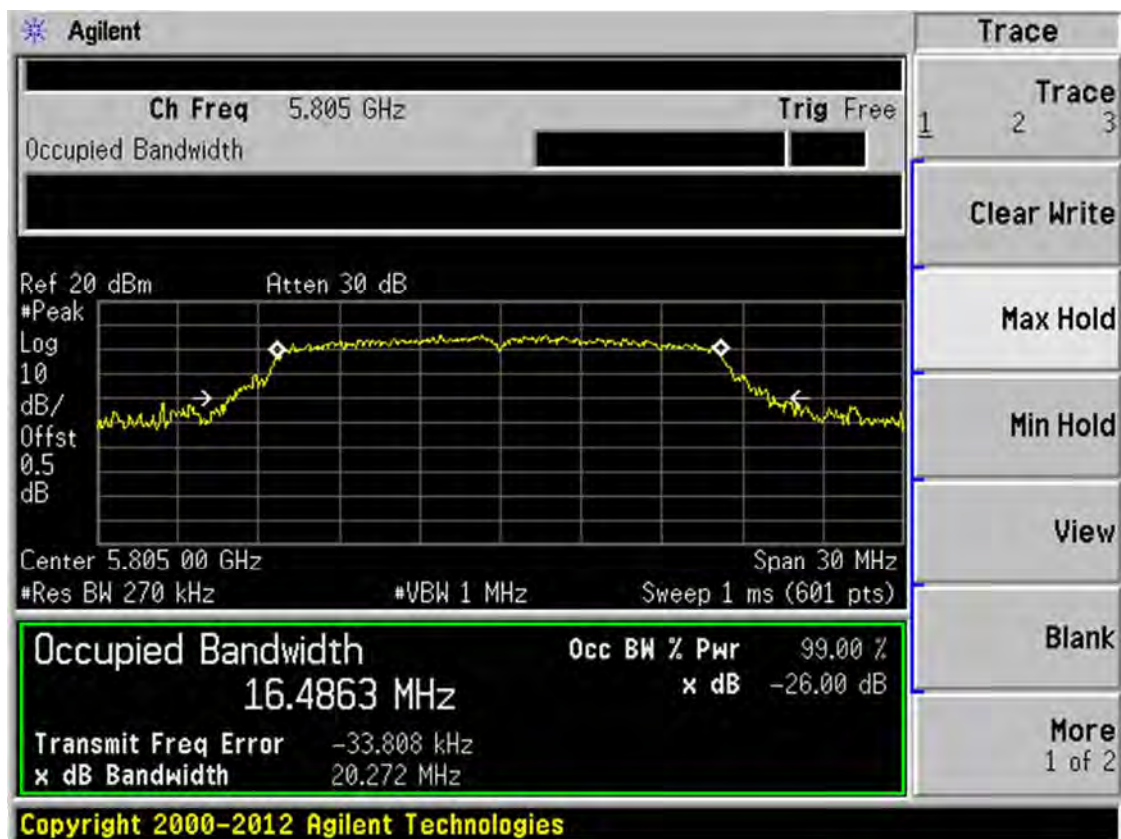 Agilent
Trace
Ch Freq 5.805 GHz Trig Free
Occupied Bandwidth
Trace
1 2 3
Clear Write
Max Hold
Min Hold
View
Blank
More
1 of 2
Ref 20 dBm Atten 30 dB
#Peak
Log
10
dB/
Offst
0.5
dB
Center 5.805 00 GHz Span 30 MHz
#Res BW 270 kHz #VBW 1 MHz Sweep 1 ms (601 pts)
Occupied Bandwidth Occ BW % Pwr 99.00 %
16.4863 MHz x dB -26.00 dB
Transmit Freq Error -33.808 kHz
x dB Bandwidth 20.272 MHz
Copyright 2000-2012 Agilent Technologies